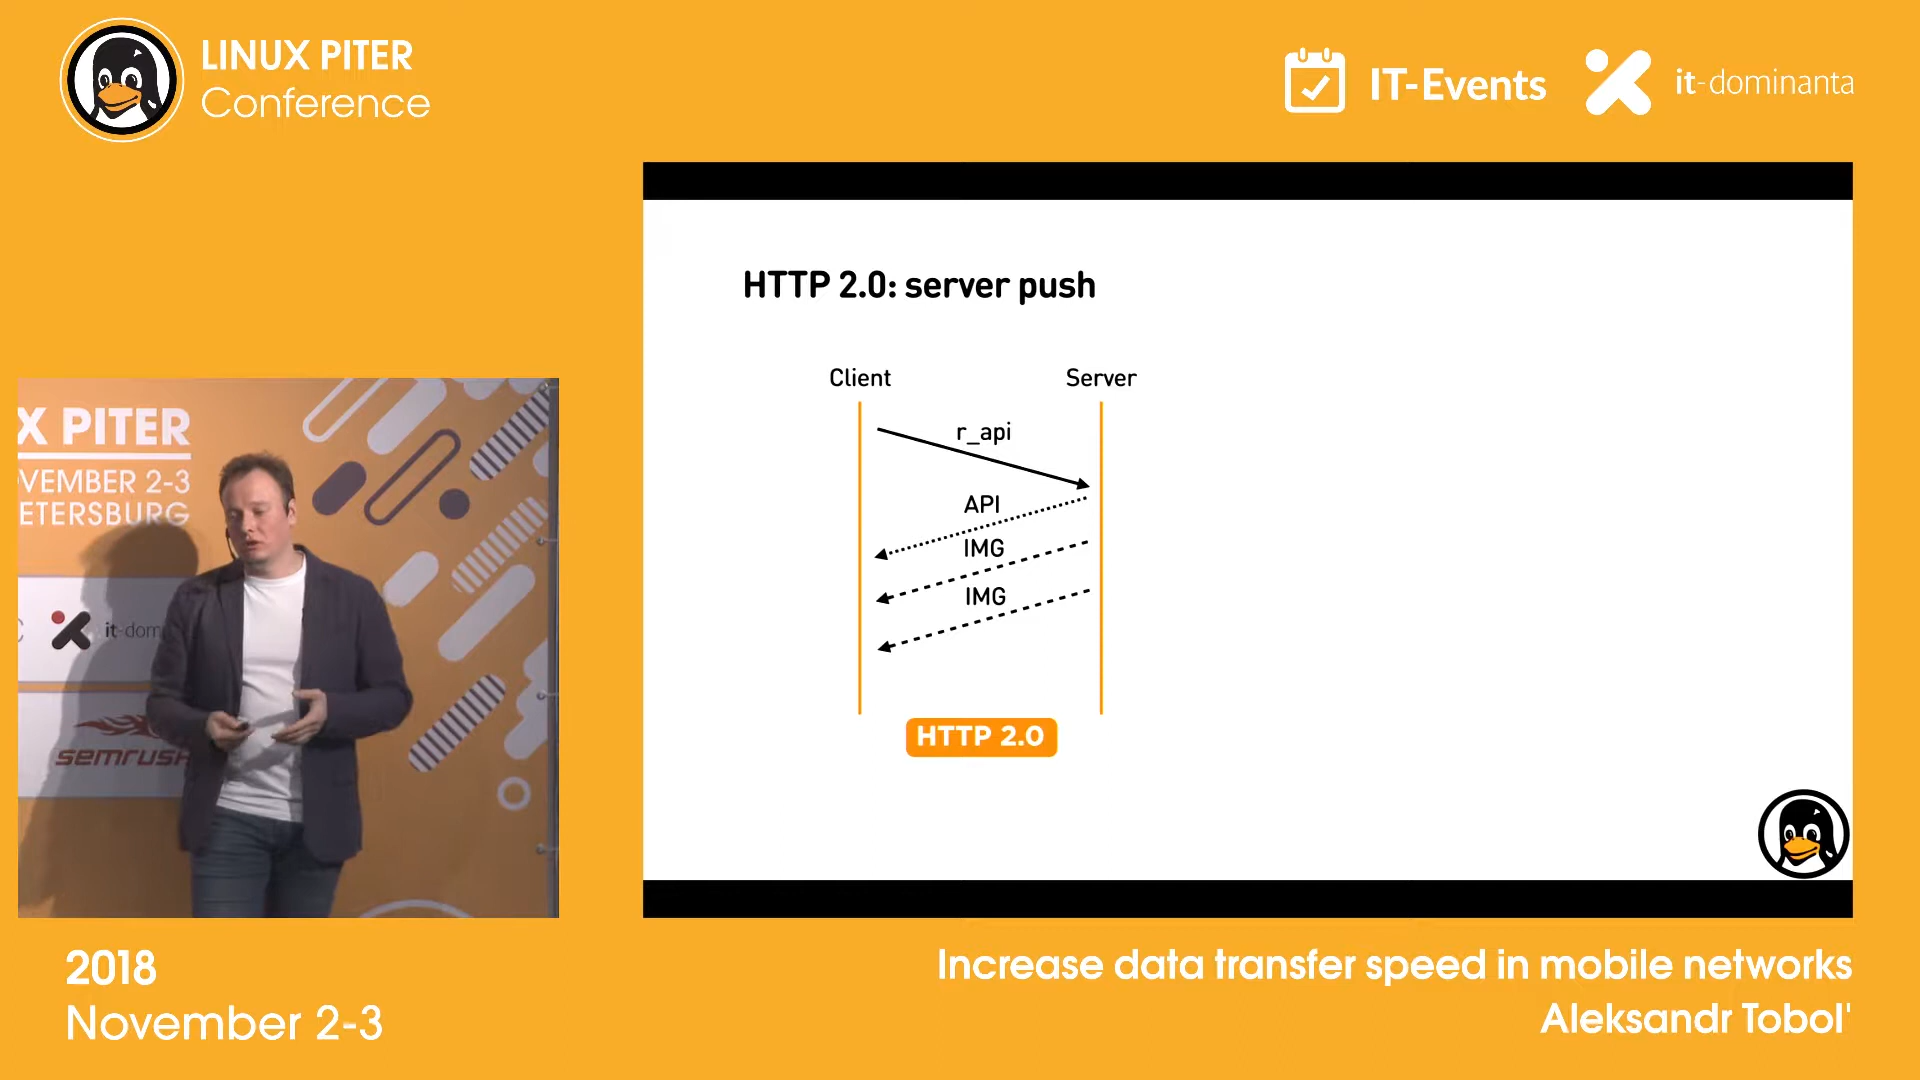 LINUX PITER
Conference
IT-Events
it-dominanta
HTTP 2.0: server push
Client
Server
r_api
API
IMG
IMG
HTTP 2.0
X PITER
VEMBER 2-3
ETERSBURG
it-dom
semrush
2018
November 2-3
Increase data transfer speed in mobile networks
Aleksandr Tobol'